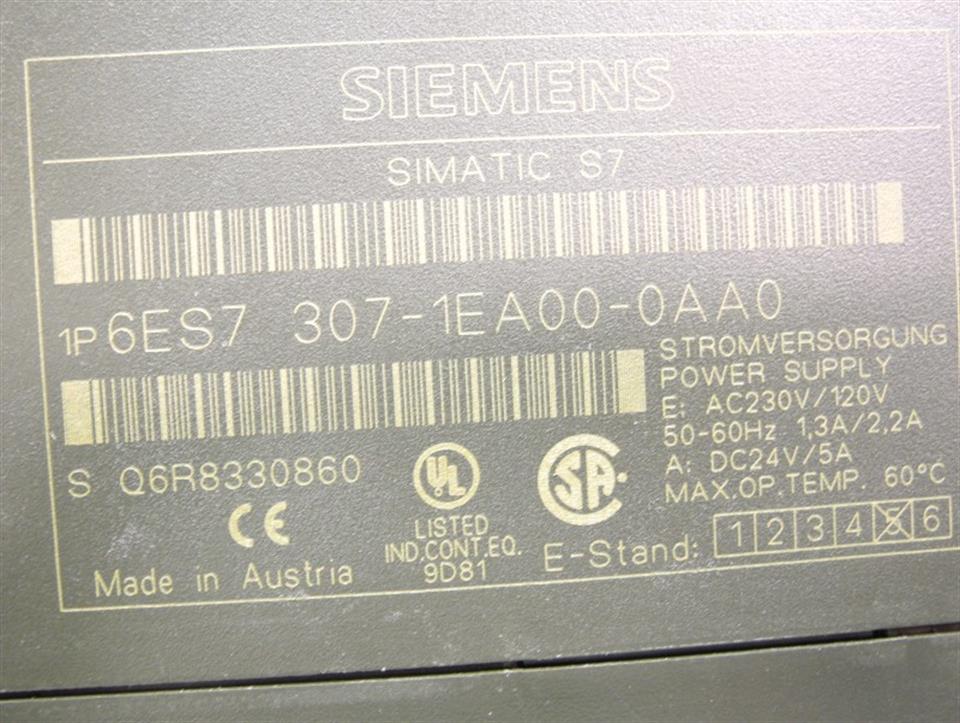 SIEMENS
SIMATIC S7
1P 6ES7 307-1EA00-0AA0
STROMVERSORGUNG
POWER SUPPLY
E: AC230V/120V
50-60Hz 1,3A/2,2A
A: DC24V/5A
MAX.OP.TEMP. 60°C
S Q6R8330860
CE
Made in Austria
UL
LISTED
IND.CONT.EQ.
9D81
SA
E-Stand: 1 2 3 4 5 6